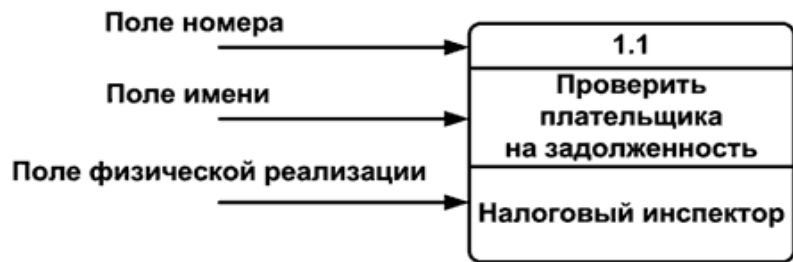 Поле номера
1.1
Поле имени
Проверить
плательщика
на задолженность
Поле физической реализации
Налоговый инспектор